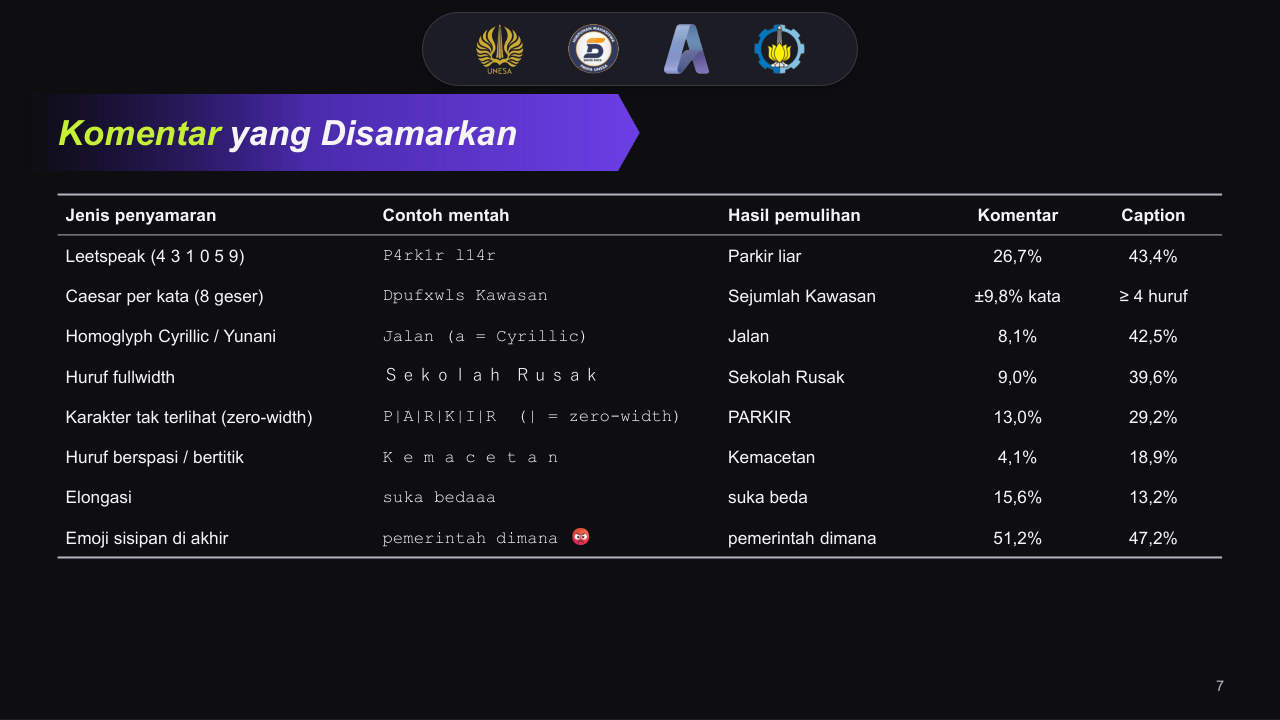 UNESA
Komentar yang Disamarkan
Jenis penyamaran Contoh mentah Hasil pemulihan Komentar Caption
Leetspeak (4 3 1 0 5 9) P4rk1r l14r Parkir liar 26,7% 43,4%
Caesar per kata (8 geser) Dpufxwls Kawasan Sejumlah Kawasan ±9,8% kata ≥ 4 huruf
Homoglyph Cyrillic / Yunani Jalan (a = Cyrillic) Jalan 8,1% 42,5%
Huruf fullwidth Sekolah Rusak Sekolah Rusak 9,0% 39,6%
Karakter tak terlihat (zero-width) P|A|R|K|I|R (| = zero-width) PARKIR 13,0% 29,2%
Huruf berspasi / bertitik K e m a c e t a n Kemacetan 4,1% 18,9%
Elongasi suka bedaaa suka beda 15,6% 13,2%
Emoji sisipan di akhir pemerintah dimana 😡 pemerintah dimana 51,2% 47,2%
7